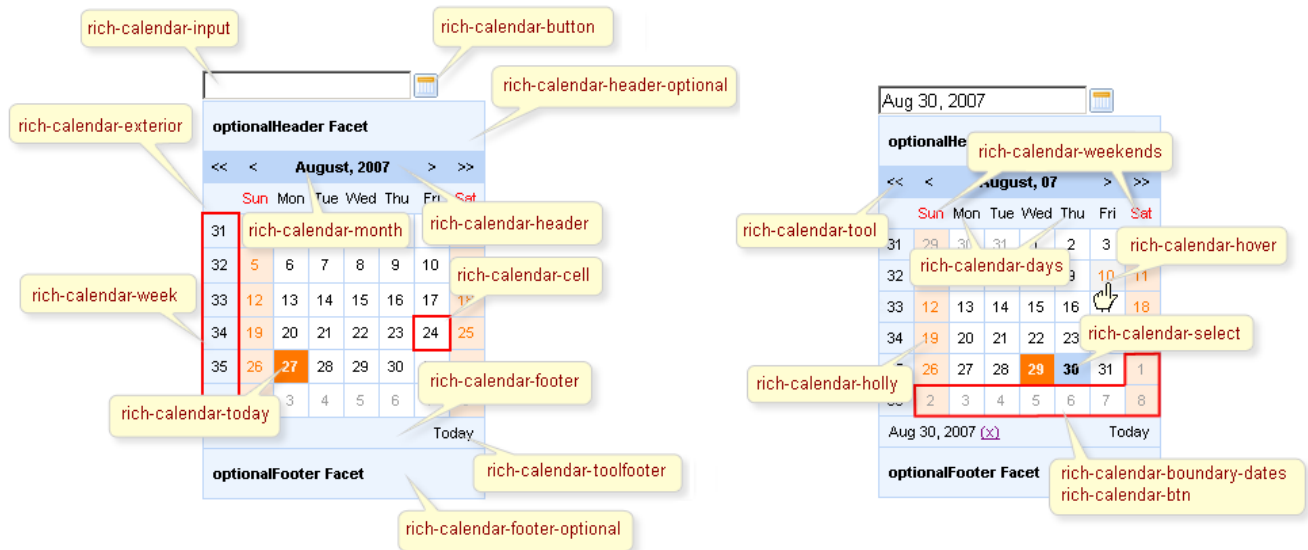 rich-calendar-input
rich-calendar-button
rich-calendar-header-optional
rich-calendar-exterior
optionalHeader Facet
<< < August, 2007 > >>
Sun Mon Tue Wed Thu Fri Sat
rich-calendar-header
31
rich-calendar-month
32 5 6 7 8 9 10
rich-calendar-cell
rich-calendar-week
33 12 13 14 15 16 17 18
34 19 20 21 22 23 24 25
35 26 27 28 29 30
rich-calendar-footer
rich-calendar-today
3 4 5 6
Today
rich-calendar-toolfooter
optionalFooter Facet
rich-calendar-footer-optional
Aug 30, 2007
optionalHe
rich-calendar-weekends
<< < August, 07 > >>
Sun Mon Tue Wed Thu Fri Sat
rich-calendar-tool
31 29 30 31 1 2 3
rich-calendar-hover
rich-calendar-days
32 9 10 11
33 12 13 14 15 16 18
34 19 20 21 22 23
rich-calendar-select
26 27 28 29 30 31 1
rich-calendar-holly
2 3 4 5 6 7 8
Aug 30, 2007 (x) Today
optionalFooter Facet
rich-calendar-boundary-dates
rich-calendar-btn